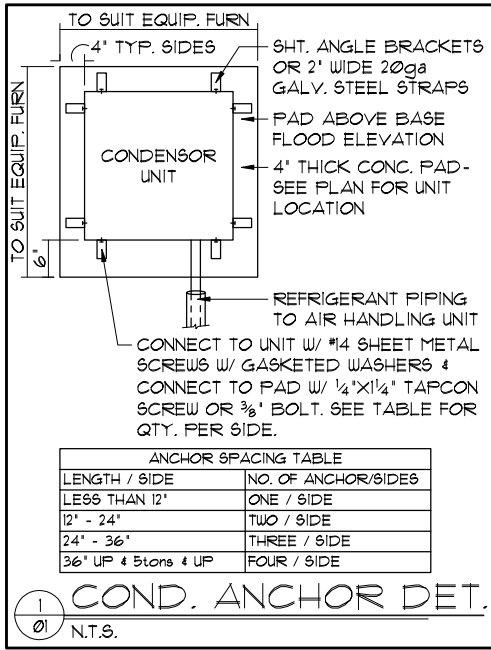 TO SUIT EQUIP. FURN
4" TYP. SIDES
TO SUIT EQUIP. FURN
6"
CONDENSOR
UNIT
SHT. ANGLE BRACKETS
OR 2" WIDE 20ga
GALV. STEEL STRAPS
PAD ABOVE BASE
FLOOD ELEVATION
4" THICK CONC. PAD-
SEE PLAN FOR UNIT
LOCATION
REFRIGERANT PIPING
TO AIR HANDLING UNIT
CONNECT TO UNIT W/ #14 SHEET METAL
SCREWS W/ GASKETED WASHERS &
CONNECT TO PAD W/ 1/4"X1 1/4" TAPCON
SCREW OR 3/8" BOLT. SEE TABLE FOR
QTY. PER SIDE.
ANCHOR SPACING TABLE
LENGTH / SIDE NO. OF ANCHOR/SIDES
LESS THAN 12" ONE / SIDE
12" - 24" TWO / SIDE
24" - 36" THREE / SIDE
36" UP & 5tons & UP FOUR / SIDE
1
01
COND. ANCHOR DET.
N.T.S.